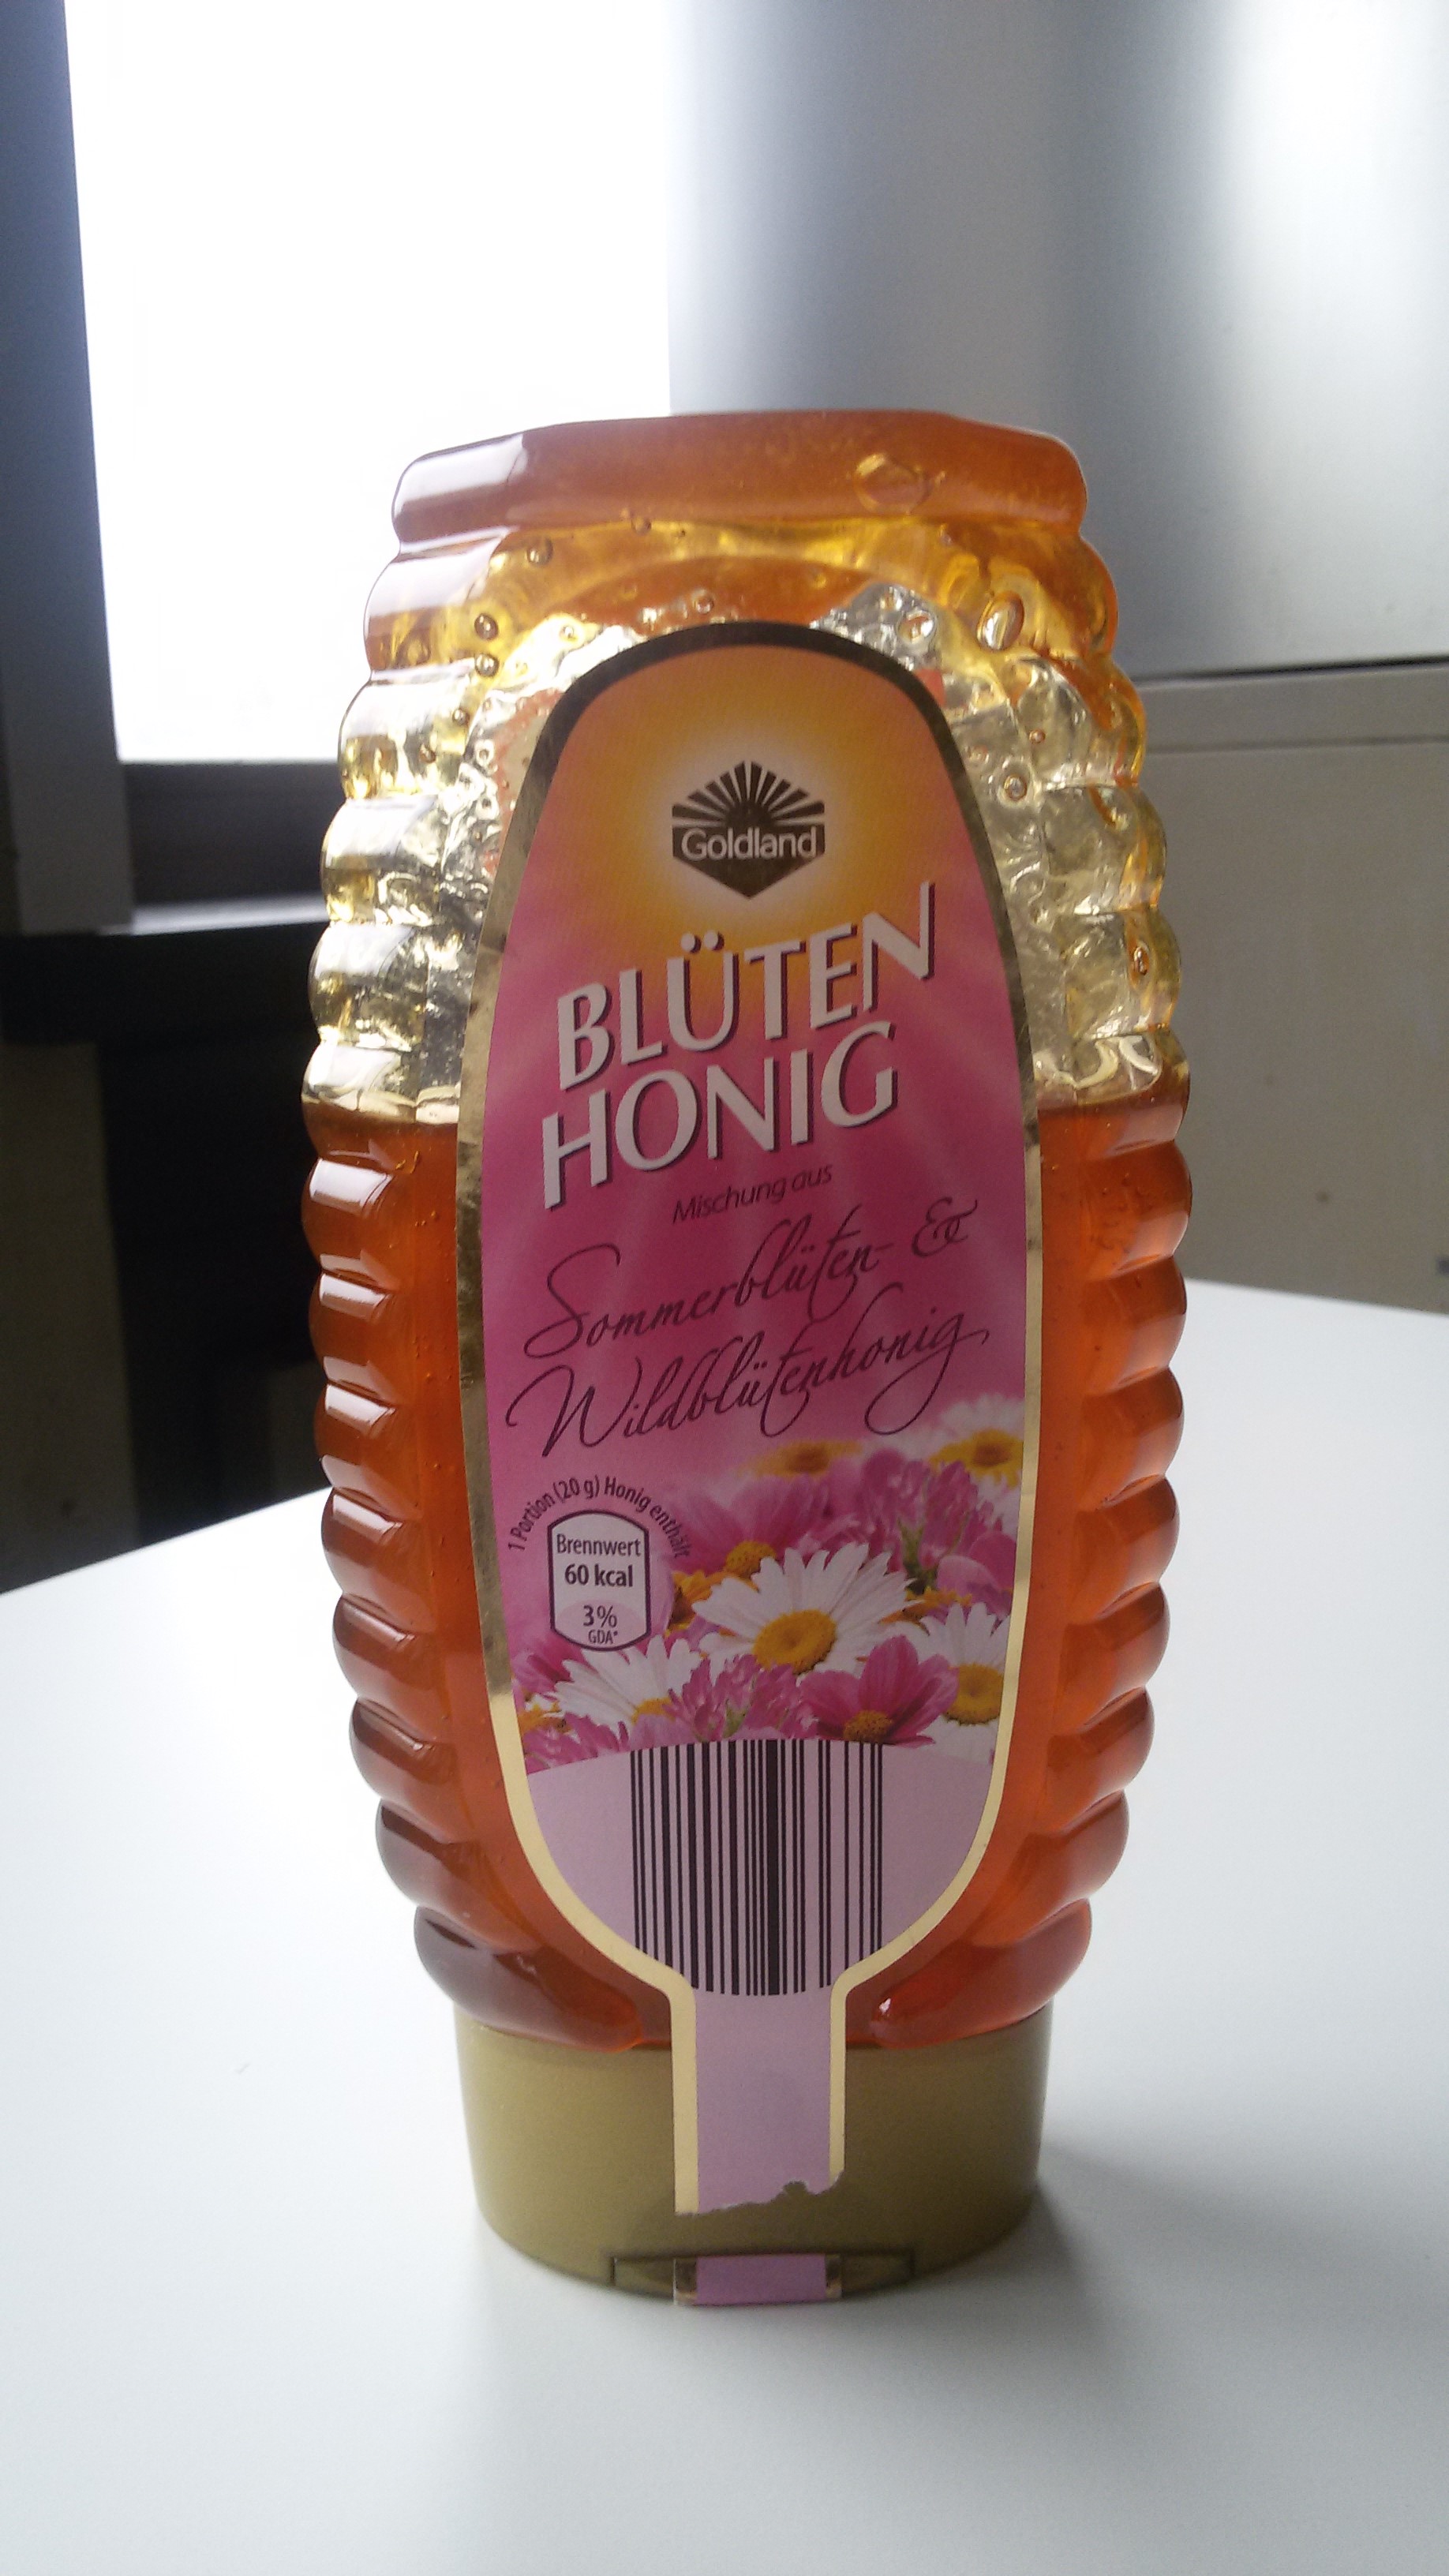 Goldland
BLÜTEN
HONIG
Mischung aus
Sommerblüten- &
Wildblütenhonig
1 Portion (20 g) Honig enthält
Brennwert
60 kcal
3%
GDA*